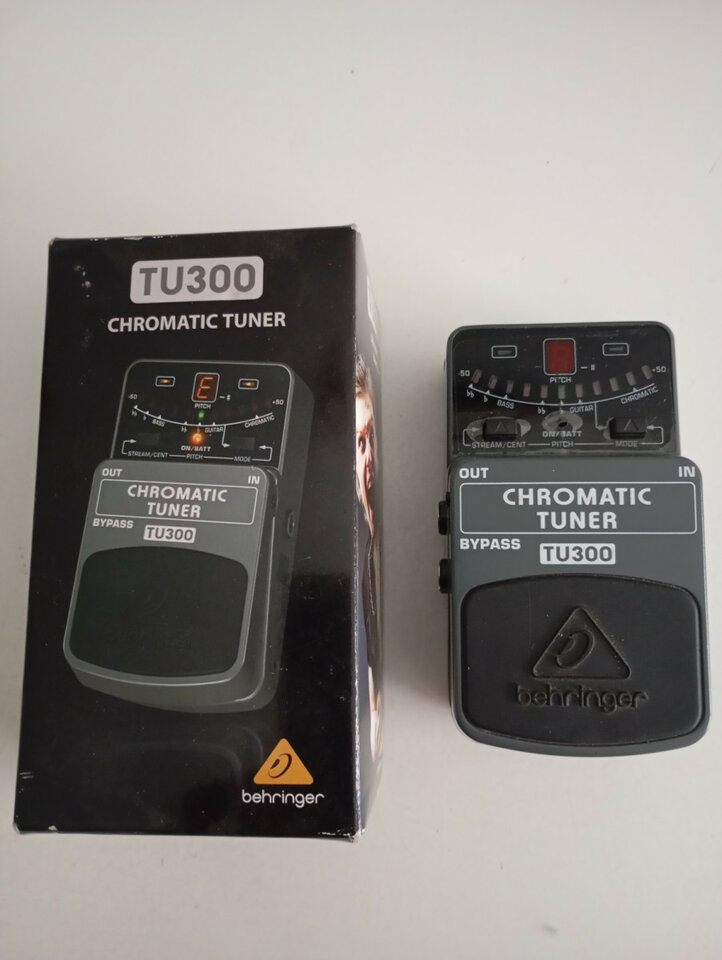 TU300
CHROMATIC TUNER
E
-50
+50
PITCH
♭♭ ♭ BASS
GUITAR
CHROMATIC
ON/BATT
STREAM/CENT
PITCH
MODE
OUT
IN
CHROMATIC
TUNER
BYPASS
TU300
behringer
-50
+50
PITCH
♭♭ ♭ BASS
♭♭
GUITAR
CHROMATIC
ON/BATT
STREAM/CENT
PITCH
MODE
OUT
IN
CHROMATIC
TUNER
BYPASS
TU300
behringer